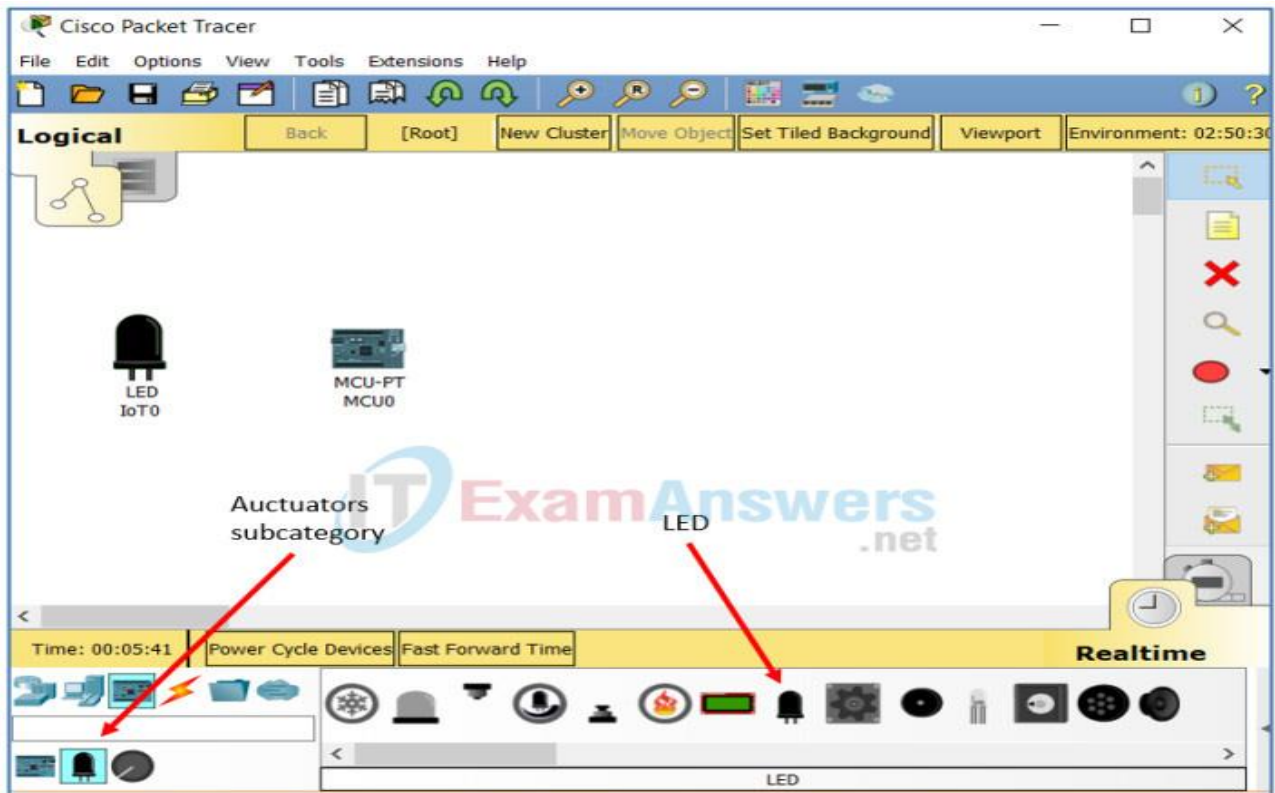 Cisco Packet Tracer
File Edit Options View Tools Extensions Help
Logical Back [Root] New Cluster Move Object Set Tiled Background Viewport Environment: 02:50:30
LED
IoT0
MCU-PT
MCU0
ITExamAnswers
.net
Auctuators
subcategory
LED
Time: 00:05:41 Power Cycle Devices Fast Forward Time Realtime
LED